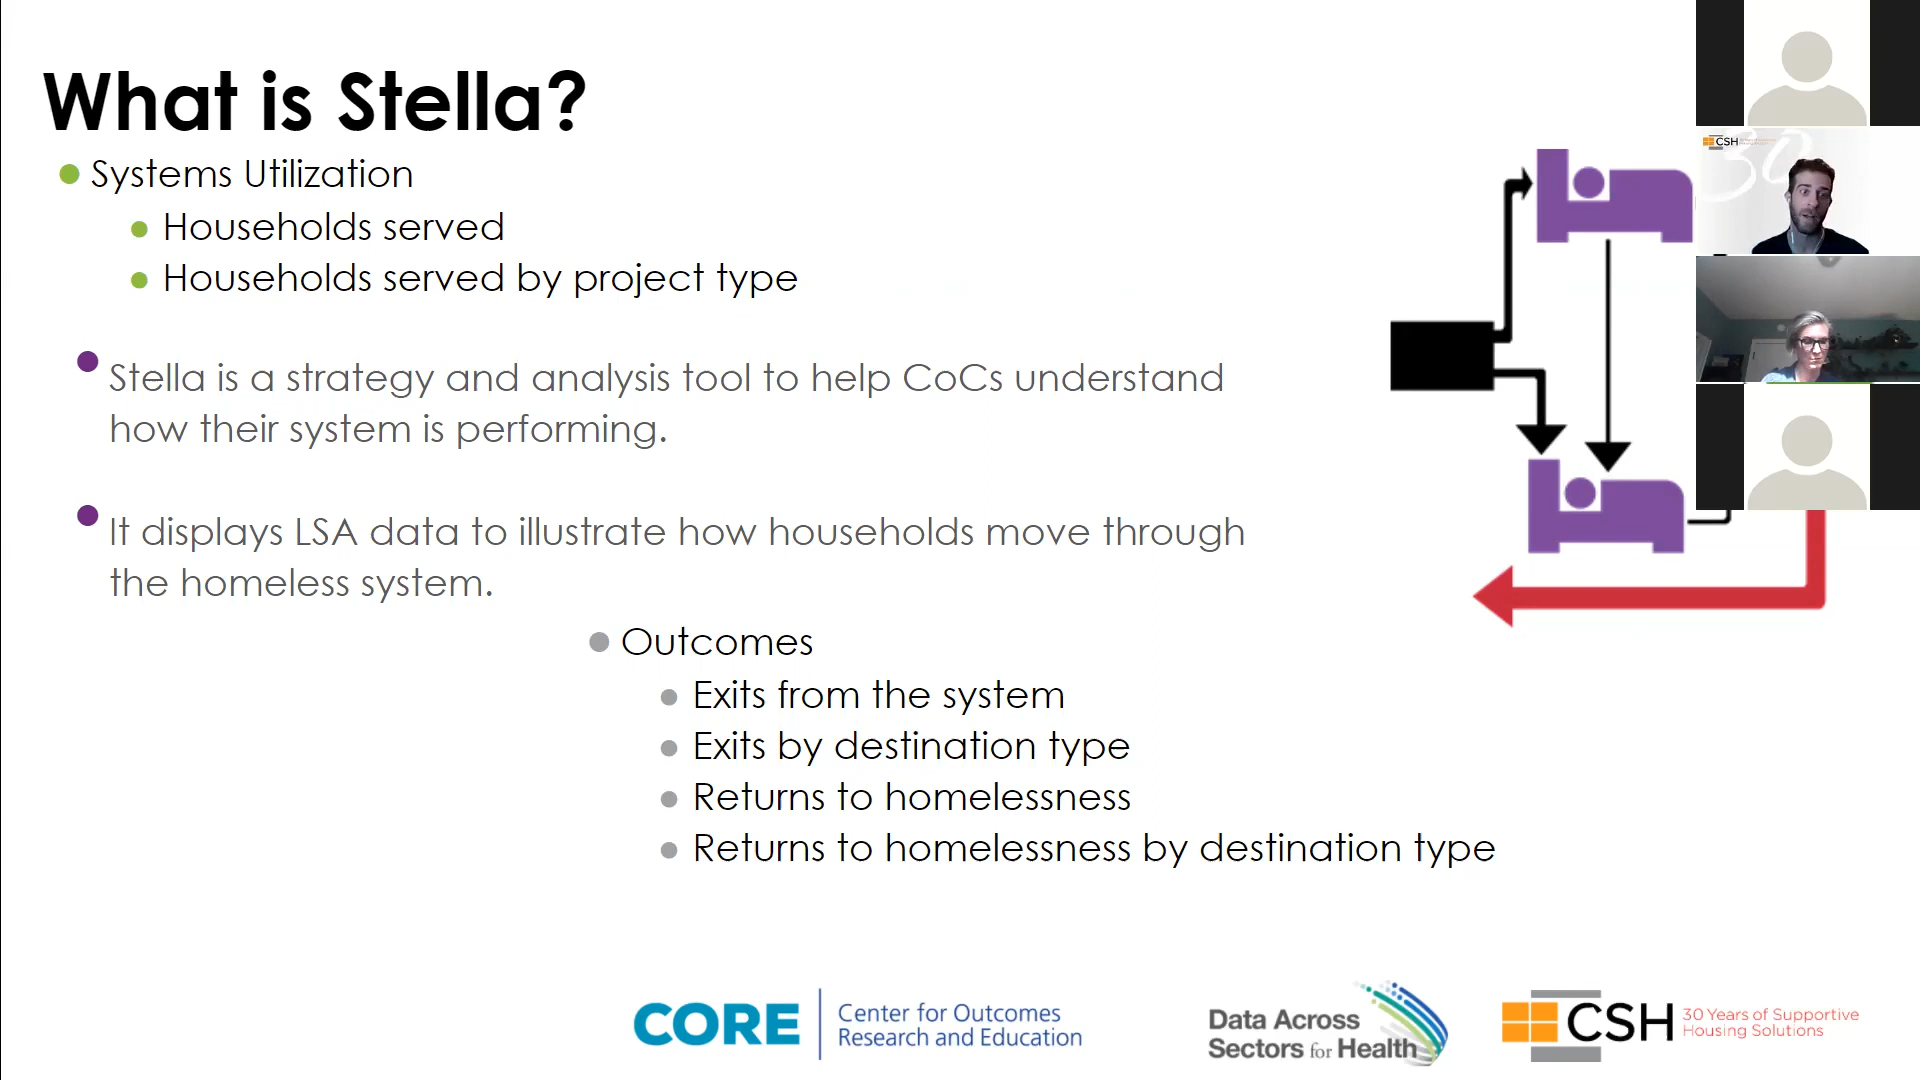 What is Stella?
Systems Utilization
Households served
Households served by project type
Stella is a strategy and analysis tool to help CoCs understand
how their system is performing.
It displays LSA data to illustrate how households move through
the homeless system.
Outcomes
Exits from the system
Exits by destination type
Returns to homelessness
Returns to homelessness by destination type
CSH
30
CORE
Center for Outcomes
Research and Education
Data Across
Sectors for Health
CSH
30 Years of Supportive
Housing Solutions